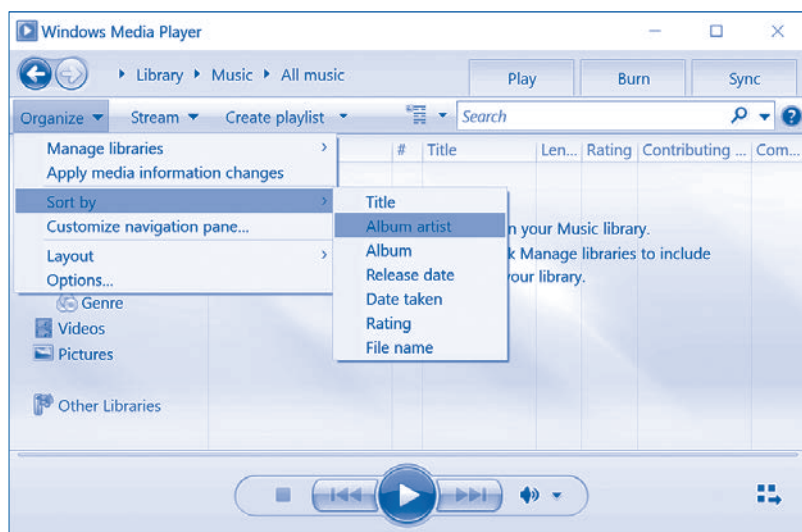 Windows Media Player
Library Music All music
Play Burn Sync
Organize Stream Create playlist Search
Manage libraries # Title Len... Rating Contributing ... Com...
Apply media information changes
Sort by Title
Customize navigation pane... Album artist n your Music library.
Layout Album k Manage libraries to include
Options... Release date your library.
Genre Date taken
Videos Rating
Pictures File name
Other Libraries